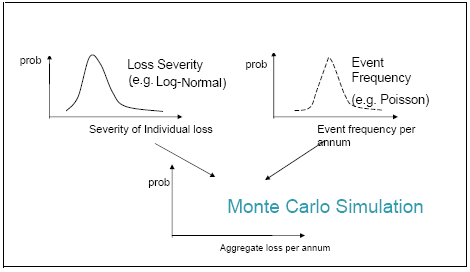 prob
Loss Severity
(e.g. Log-Normal)
Severity of Individual loss
prob
Event
Frequency
(e.g. Poisson)
Event frequency per
annum
prob
Monte Carlo Simulation
Aggregate loss per annum